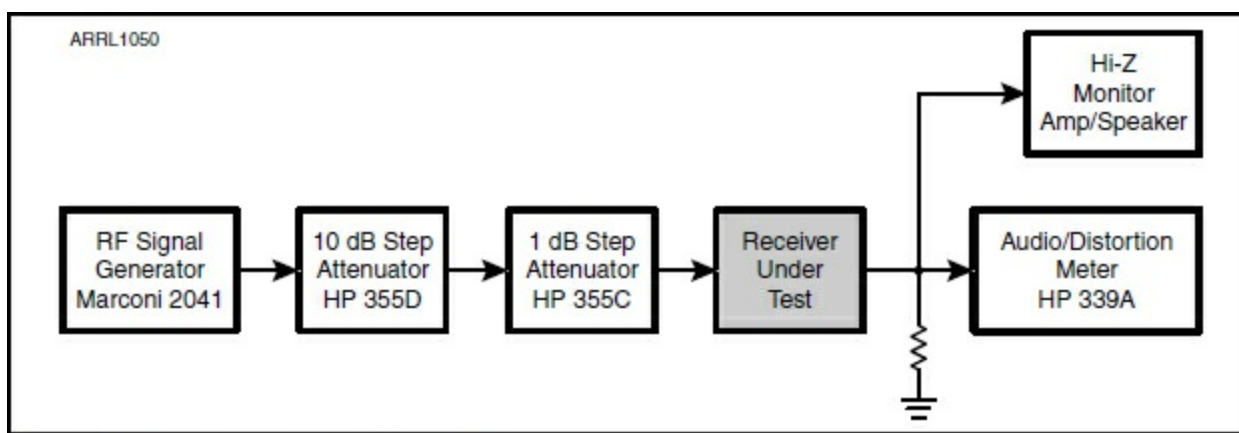 ARRL1050
Hi-Z
Monitor
Amp/Speaker
RF Signal
Generator
Marconi 2041
10 dB Step
Attenuator
HP 355D
1 dB Step
Attenuator
HP 355C
Receiver
Under
Test
Audio/Distortion
Meter
HP 339A